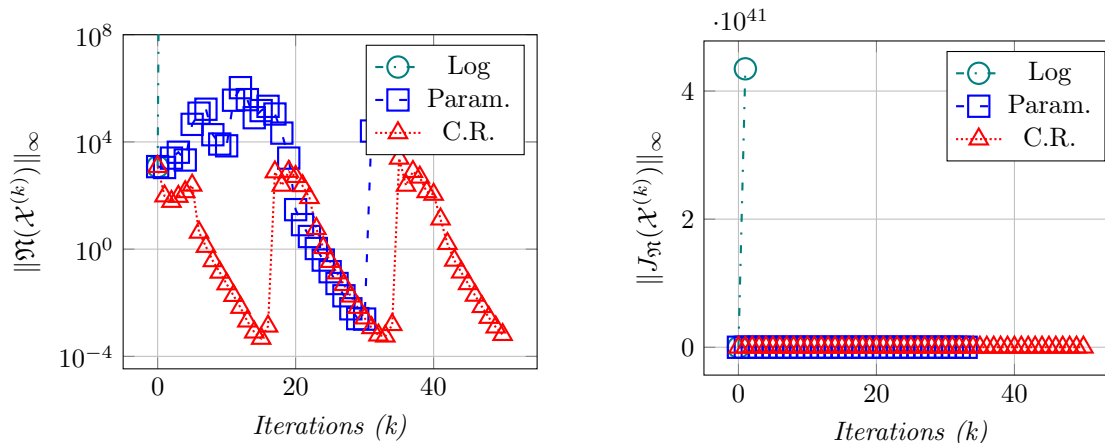 10^8
10^4
10^0
10^−4
‖𝔑(𝒳^(k))‖_∞
0 20 40
Iterations (k)
Log
Param.
C.R.
·10^41
4
2
0
‖J_𝔑(𝒳^(k))‖_∞
0 20 40
Iterations (k)
Log
Param.
C.R.